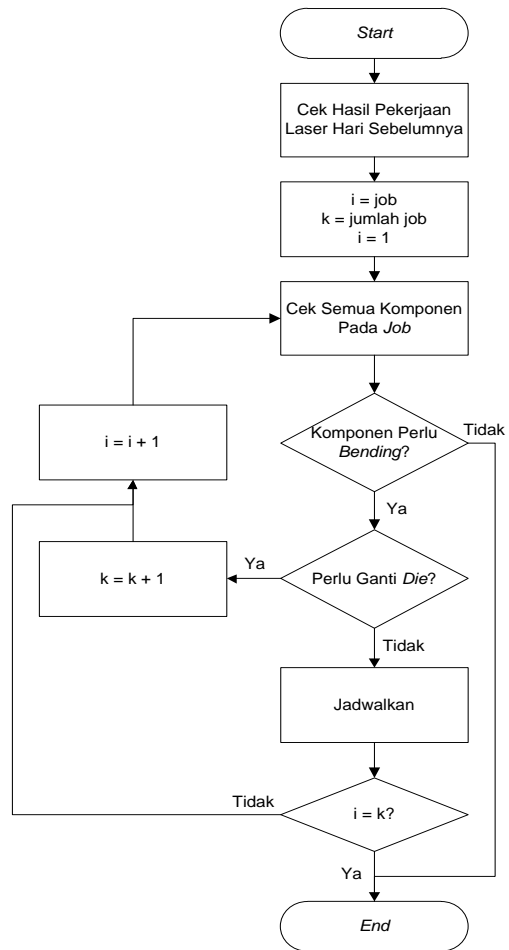 Start
Cek Hasil Pekerjaan
Laser Hari Sebelumnya
i = job
k = jumlah job
i = 1
Cek Semua Komponen
Pada Job
i = i + 1
Komponen Perlu
Bending?
Tidak
Ya
k = k + 1
Ya
Perlu Ganti Die?
Tidak
Jadwalkan
Tidak
i = k?
Ya
End